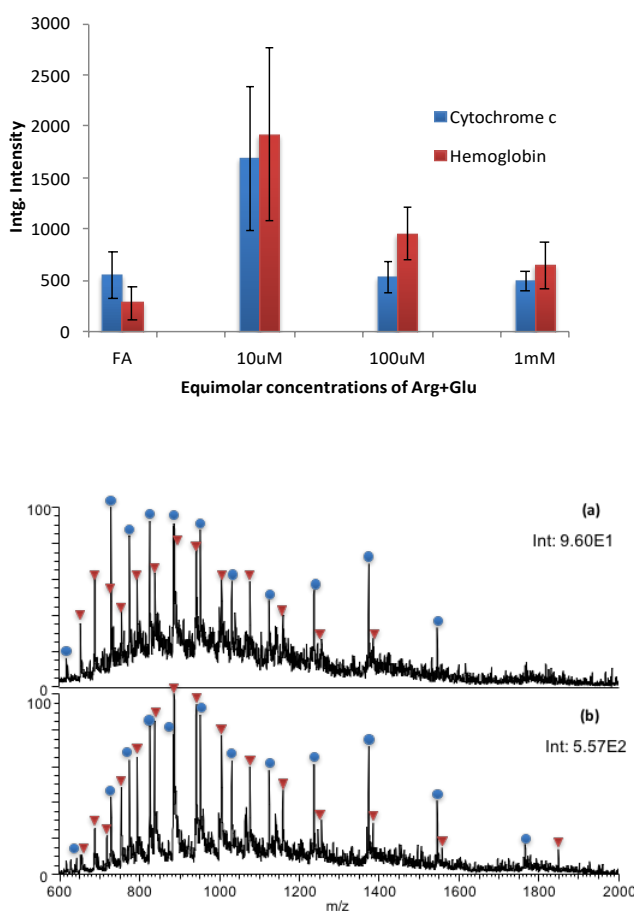 3000
2500
2000
1500
1000
500
0
Intg. Intensity
Cytochrome c
Hemoglobin
FA 10uM 100uM 1mM
Equimolar concentrations of Arg+Glu
100
(a)
Int: 9.60E1
0
100
(b)
Int: 5.57E2
0
600 800 1000 1200 1400 1600 1800 2000
m/z